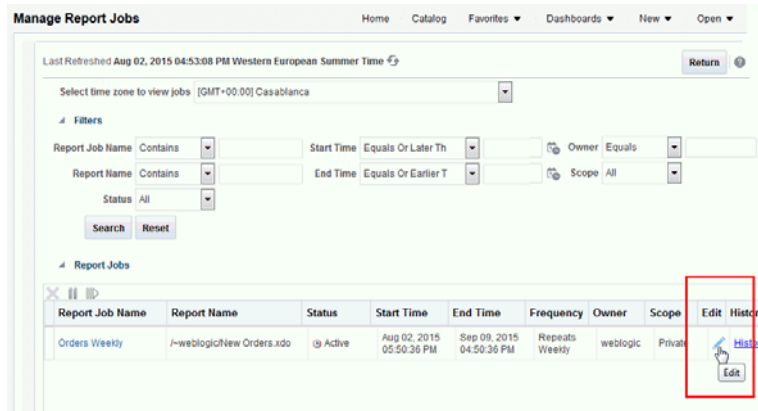 Manage Report Jobs Home Catalog Favorites Dashboards New Open
Last Refreshed Aug 02, 2015 04:53:08 PM Western European Summer Time Return
Select time zone to view jobs [GMT+00:00] Casablanca
Filters
Report Job Name Contains Start Time Equals Or Later Th Owner Equals
Report Name Contains End Time Equals Or Earlier T Scope All
Status All
Search Reset
Report Jobs
Report Job Name Report Name Status Start Time End Time Frequency Owner Scope Edit Histor
Orders Weekly /~weblogic/New Orders.xdo Active Aug 02, 2015 05:50:36 PM Sep 09, 2015 04:50:36 PM Repeats Weekly weblogic Private Histo
Edit